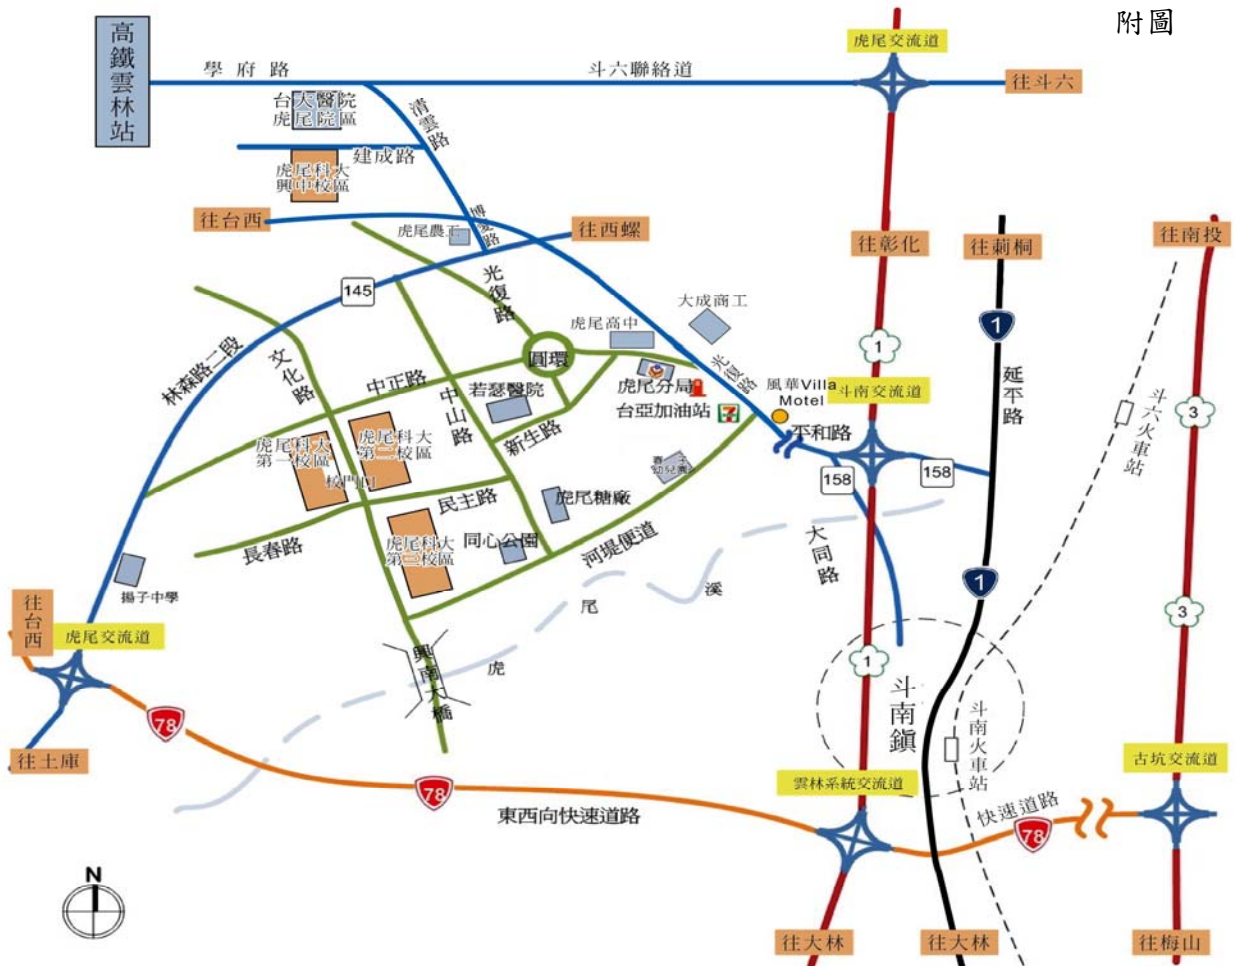 附圖
高鐵雲林站
虎尾交流道
學府路
斗六聯絡道
往斗六
台大醫院
虎尾院區
清雲路
建成路
虎尾科大
興中校區
往台西
博愛路
虎尾農工
往西螺
往彰化
往莿桐
往南投
145
光復路
大成商工
虎尾高中
1
1
林森路二段
文化路
中正路
中山路
圓環
若瑟醫院
虎尾分局
台亞加油站
光復路
風華Villa
Motel
斗南交流道
延平路
斗六火車站
3
新生路
平和路
虎尾科大
第一校區
校門口
虎尾科大
第二校區
158
158
民主路
虎尾糖廠
幼兒園
長春路
虎尾科大
第三校區
同心公園
河堤便道
大同路
揚子中學
1
3
往台西
虎尾交流道
虎尾溪
興南大橋
1
斗南鎮
斗南火車站
78
往土庫
78
東西向快速道路
雲林系統交流道
快速道路
78
古坑交流道
N
往大林
往大林
往梅山